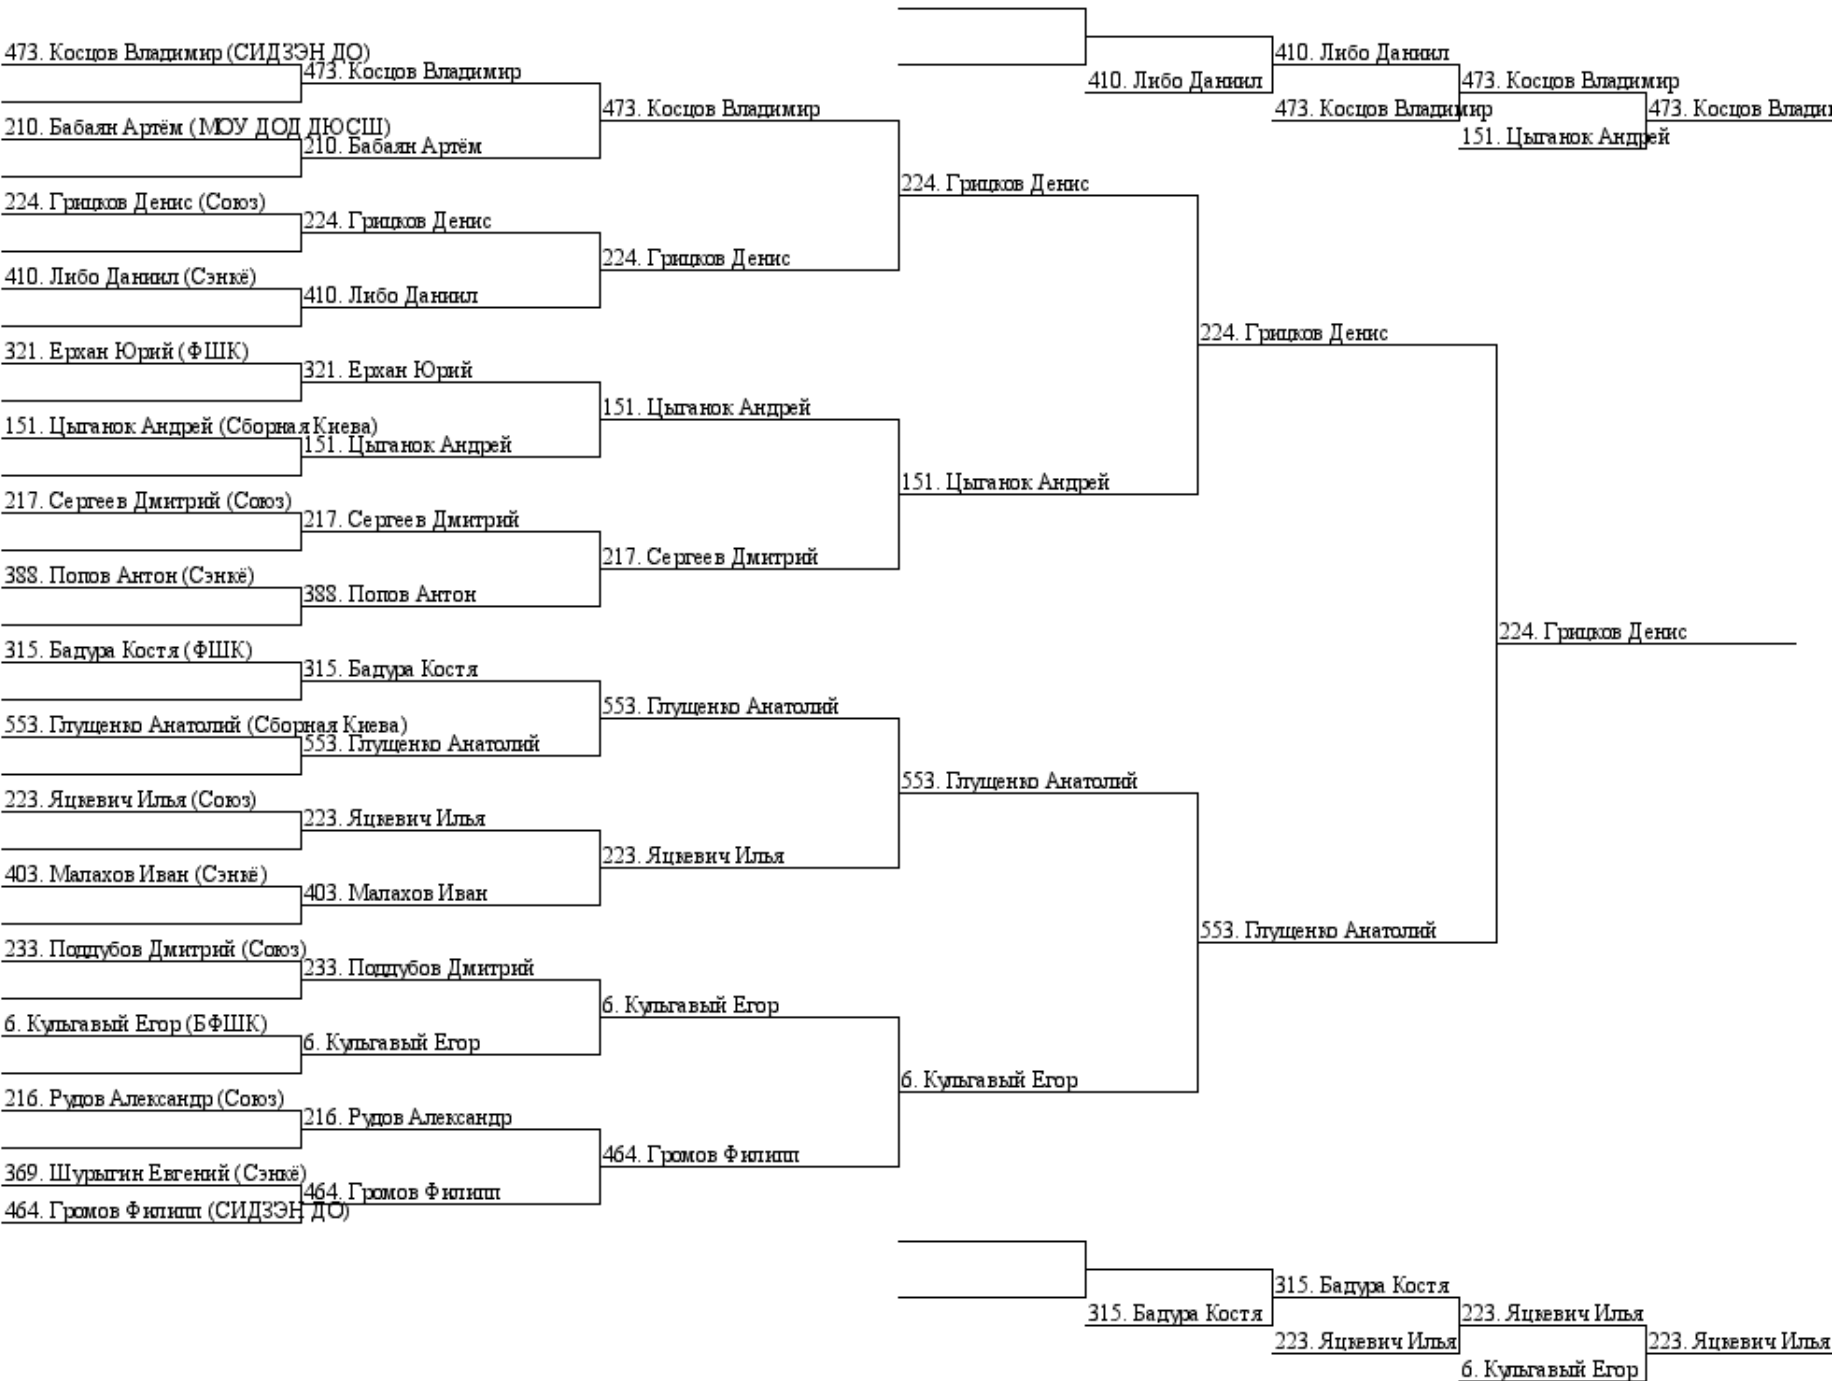 473. Косцов Владимир (СИДЗЭН ДО)
210. Бабаян Артём (МОУ ДОД ДЮСШ)
224. Грицков Денис (Союз)
410. Либо Даниил (Сэнкё)
321. Ерхан Юрий (ФШК)
151. Цыганок Андрей (Сборная Киева)
217. Сергеев Дмитрий (Союз)
388. Попов Антон (Сэнкё)
315. Бадура Костя (ФШК)
553. Глущенко Анатолий (Сборная Киева)
223. Яцкевич Илья (Союз)
403. Малахов Иван (Сэнкё)
233. Поддубов Дмитрий (Союз)
6. Кульгавый Егор (БФШК)
216. Рудов Александр (Союз)
369. Шурыгин Евгений (Сэнкё)
464. Громов Филипп (СИДЗЭН ДО)
473. Косцов Владимир
210. Бабаян Артём
224. Грицков Денис
410. Либо Даниил
321. Ерхан Юрий
151. Цыганок Андрей
217. Сергеев Дмитрий
388. Попов Антон
315. Бадура Костя
553. Глущенко Анатолий
223. Яцкевич Илья
403. Малахов Иван
233. Поддубов Дмитрий
6. Кульгавый Егор
216. Рудов Александр
464. Громов Филипп
473. Косцов Владимир
224. Грицков Денис
151. Цыганок Андрей
217. Сергеев Дмитрий
553. Глущенко Анатолий
223. Яцкевич Илья
6. Кульгавый Егор
464. Громов Филипп
224. Грицков Денис
151. Цыганок Андрей
553. Глущенко Анатолий
6. Кульгавый Егор
224. Грицков Денис
553. Глущенко Анатолий
224. Грицков Денис
410. Либо Даниил
410. Либо Даниил
473. Косцов Владимир
473. Косцов Владимир
151. Цыганок Андрей
473. Косцов
315. Бадура Костя
315. Бадура Костя
223. Яцкевич Илья
223. Яцкевич Илья
6. Кульгавый Егор
223. Яцкевич Илья